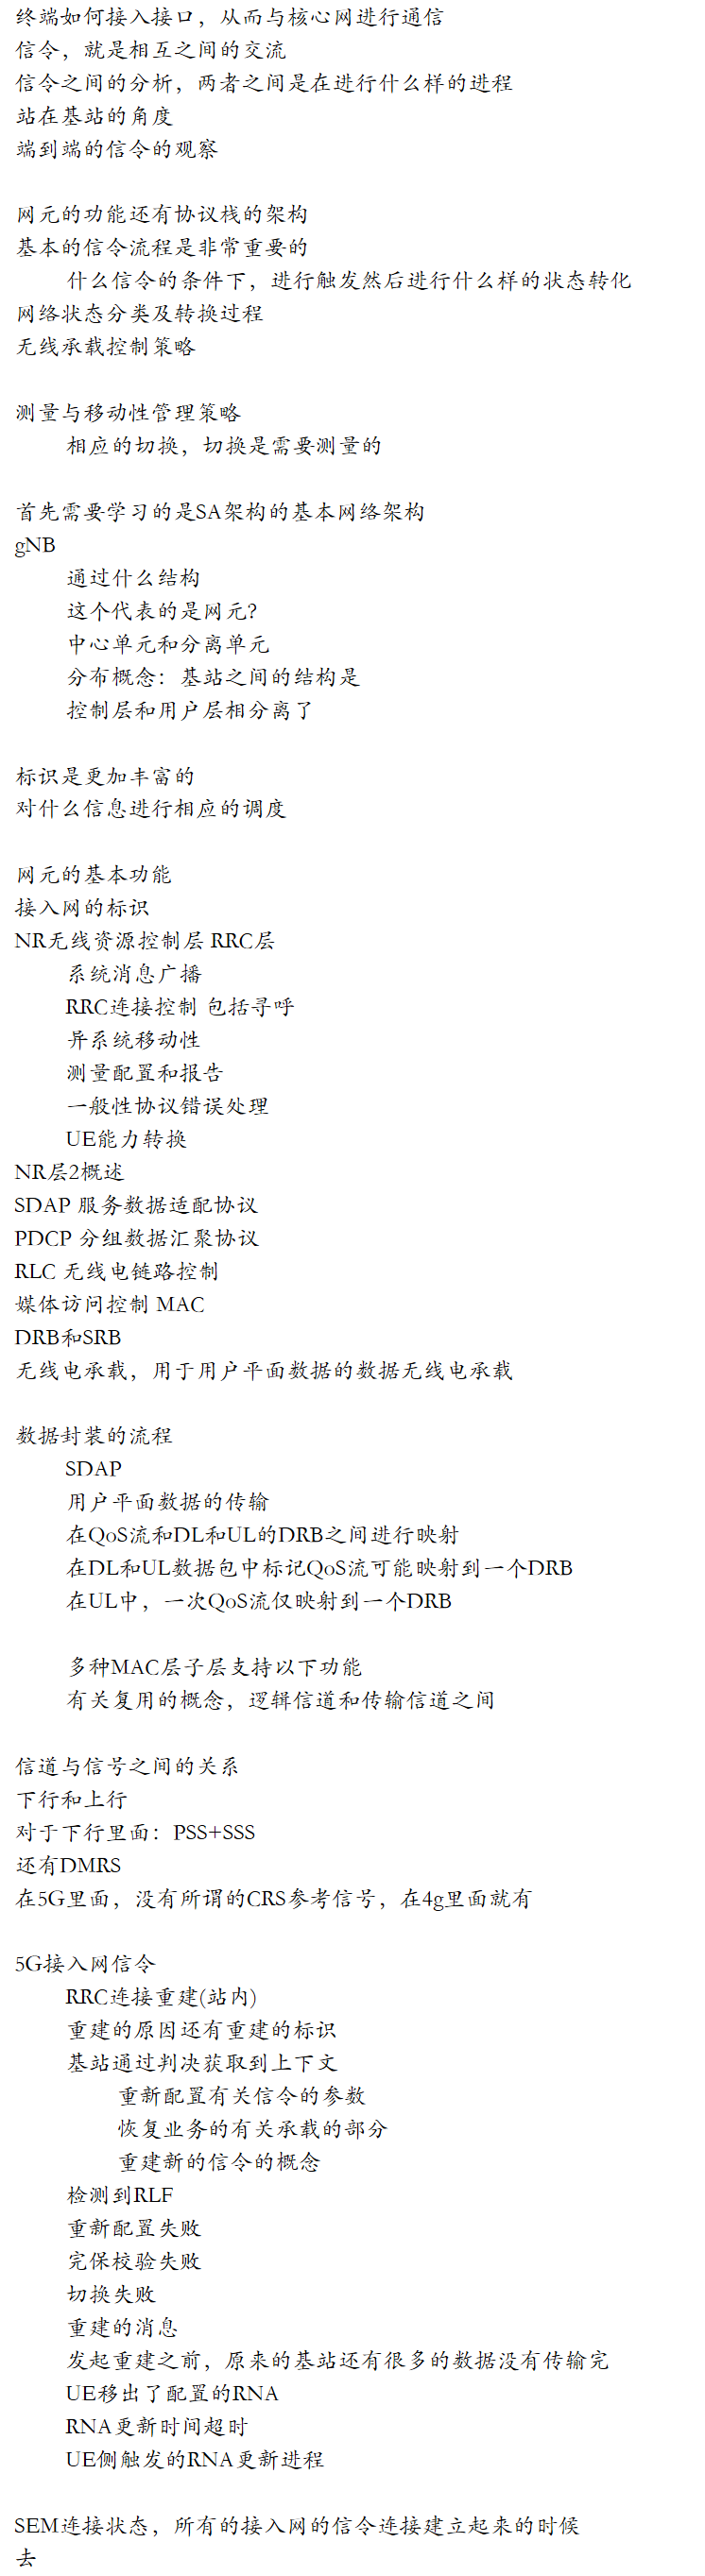 终端如何接入接口，从而与核心网进行通信
信令，就是相互之间的交流
信令之间的分析，两者之间是在进行什么样的进程
站在基站的角度
端到端的信令的观察
网元的功能还有协议栈的架构
基本的信令流程是非常重要的
什么信令的条件下，进行触发然后进行什么样的状态转化
网络状态分类及转换过程
无线承载控制策略
测量与移动性管理策略
相应的切换，切换是需要测量的
首先需要学习的是SA架构的基本网络架构
gNB
通过什么结构
这个代表的是网元？
中心单元和分离单元
分布概念：基站之间的结构是
控制层和用户层相分离了
标识是更加丰富的
对什么信息进行相应的调度
网元的基本功能
接入网的标识
NR无线资源控制层 RRC层
系统消息广播
RRC连接控制 包括寻呼
异系统移动性
测量配置和报告
一般性协议错误处理
UE能力转换
NR层2概述
SDAP 服务数据适配协议
PDCP 分组数据汇聚协议
RLC 无线电链路控制
媒体访问控制 MAC
DRB和SRB
无线电承载，用于用户平面数据的数据无线电承载
数据封装的流程
SDAP
用户平面数据的传输
在QoS流和DL和UL的DRB之间进行映射
在DL和UL数据包中标记QoS流可能映射到一个DRB
在UL中，一次QoS流仅映射到一个DRB
多种MAC层子层支持以下功能
有关复用的概念，逻辑信道和传输信道之间
信道与信号之间的关系
下行和上行
对于下行里面：PSS+SSS
还有DMRS
在5G里面，没有所谓的CRS参考信号，在4g里面就有
5G接入网信令
RRC连接重建(站内)
重建的原因还有重建的标识
基站通过判决获取到上下文
重新配置有关信令的参数
恢复业务的有关承载的部分
重建新的信令的概念
检测到RLF
重新配置失败
完保校验失败
切换失败
重建的消息
发起重建之前，原来的基站还有很多的数据没有传输完
UE移出了配置的RNA
RNA更新时间超时
UE侧触发的RNA更新进程
SEM连接状态，所有的接入网的信令连接建立起来的时候
去